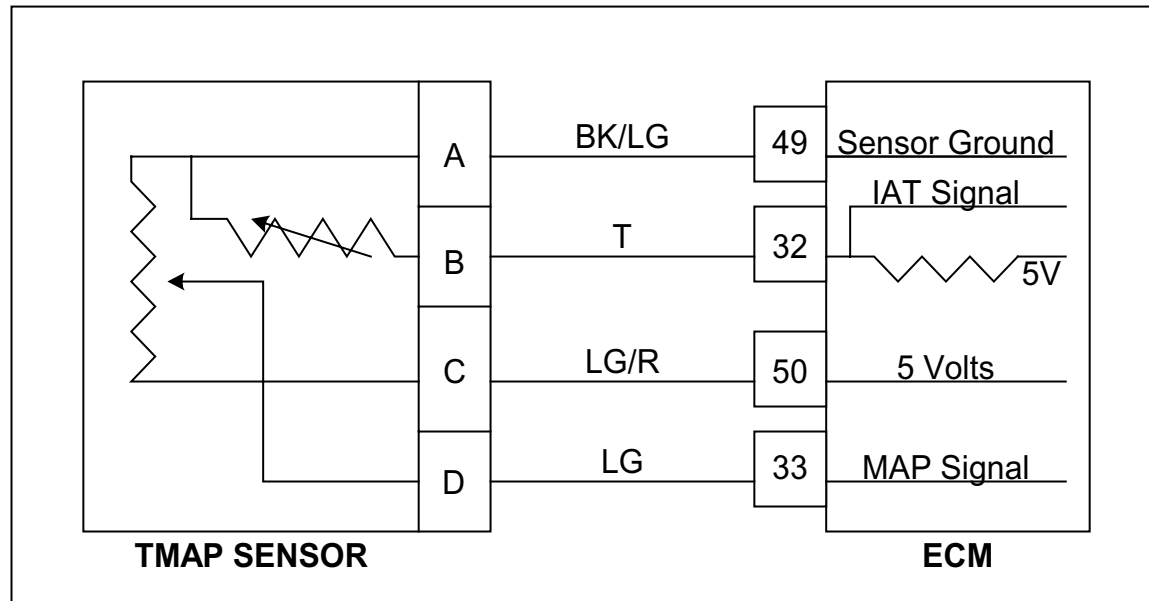 A BK/LG 49 Sensor Ground
IAT Signal
B T 32
5V
C LG/R 50 5 Volts
D LG 33 MAP Signal
TMAP SENSOR ECM